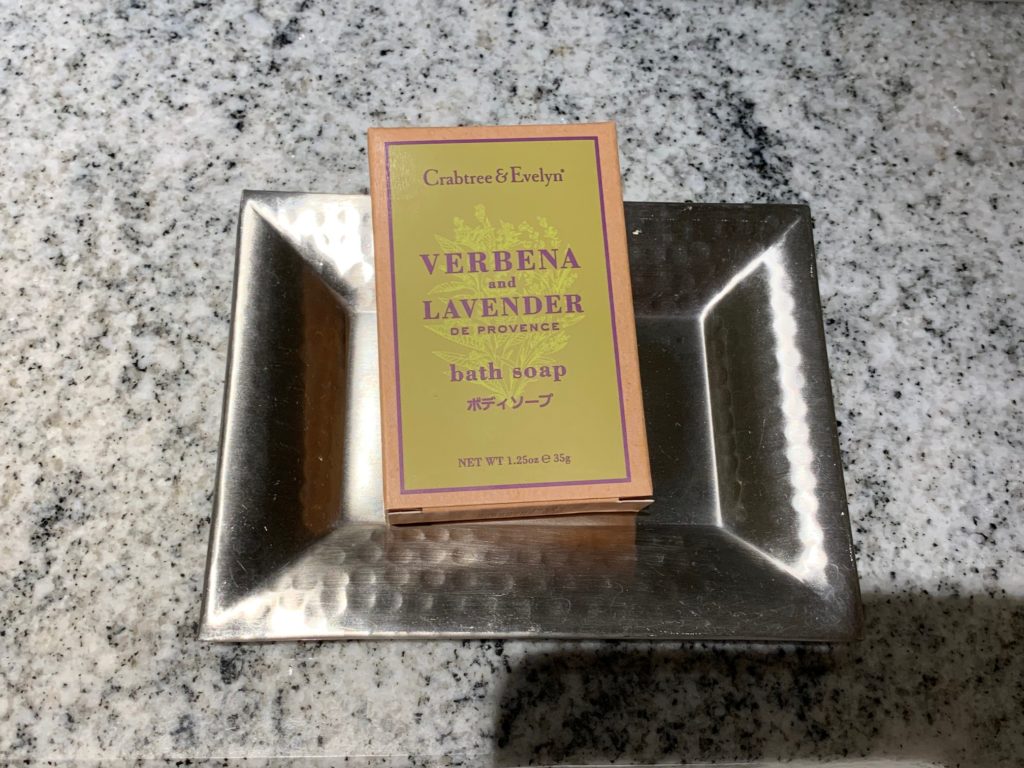 Crabtree & Evelyn®
VERBENA
and
LAVENDER
DE PROVENCE
bath soap
ボディソープ
NET WT 1.25oz ℮ 35g